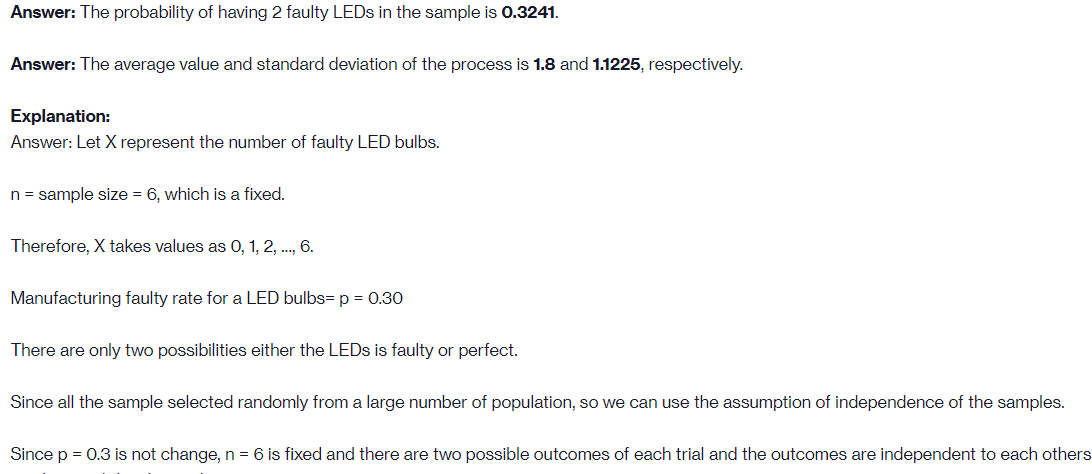 Answer: The probability of having 2 faulty LEDs in the sample is 0.3241.
Answer: The average value and standard deviation of the process is 1.8 and 1.1225, respectively.
Explanation:
Answer: Let X represent the number of faulty LED bulbs.
n = sample size = 6, which is a fixed.
Therefore, X takes values as 0, 1, 2, ..., 6.
Manufacturing faulty rate for a LED bulbs= p = 0.30
There are only two possibilities either the LEDs is faulty or perfect.
Since all the sample selected randomly from a large number of population, so we can use the assumption of independence of the samples.
Since p = 0.3 is not change, n = 6 is fixed and there are two possible outcomes of each trial and the outcomes are independent to each others